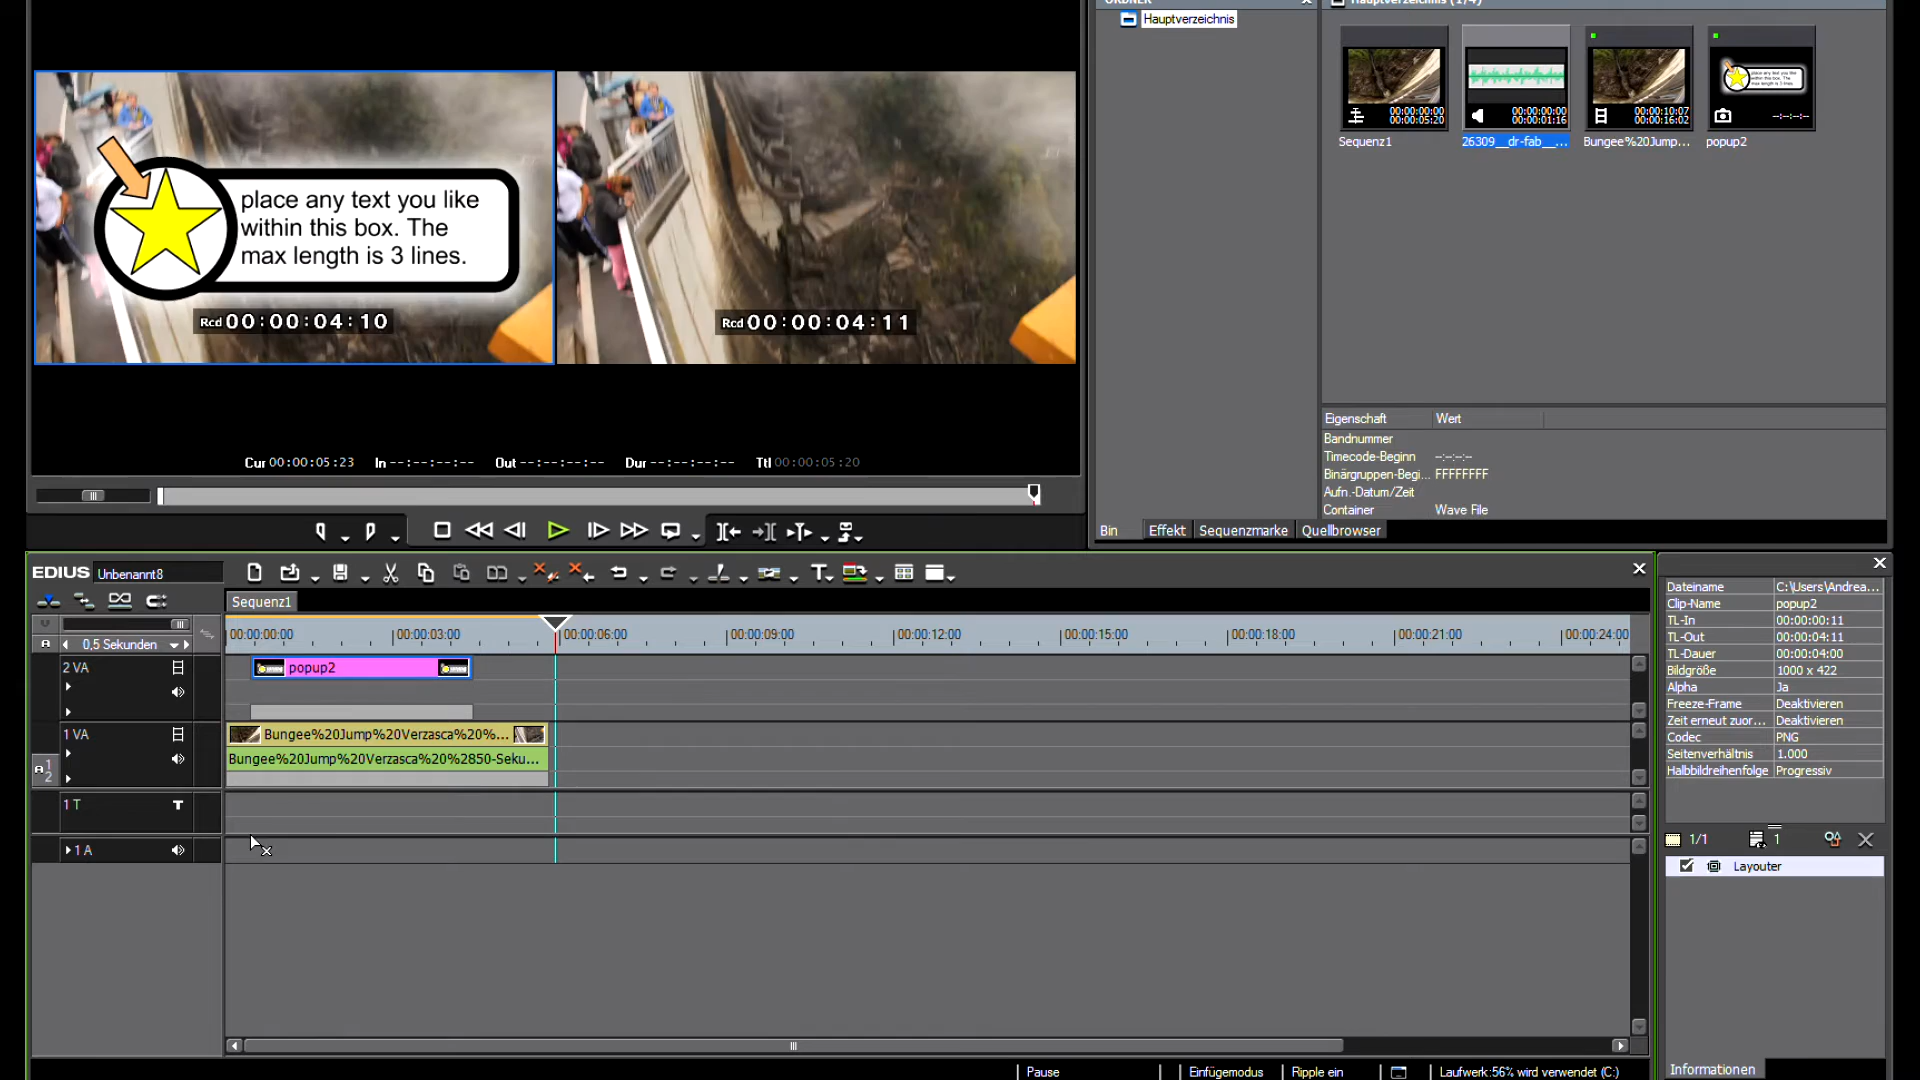 ORDNER
Hauptverzeichnis (1/4)
Hauptverzeichnis
00:00:00:00
00:00:05:20
00:00:00:00
00:00:01:16
00:00:10:07
00:00:16:02
--:--:--:--
Sequenz1
26309__dr-fab__...
Bungee%20Jump...
popup2
place any text you like
within this box. The
max length is 3 lines.
Rcd 00:00:04:10
Rcd 00:00:04:11
Cur 00:00:05:23 In --:--:--:-- Out --:--:--:-- Dur --:--:--:-- Ttl 00:00:05:20
Eigenschaft Wert
Bandnummer
Timecode-Beginn --:--:--:--
Binärgruppen-Begi... FFFFFFFF
Aufn.-Datum/Zeit
Container Wave File
Bin Effekt Sequenzmarke Quellbrowser
EDIUS Unbenannt8
Sequenz1
0,5 Sekunden
00:00:00:00 00:00:03:00 00:00:06:00 00:00:09:00 00:00:12:00 00:00:15:00 00:00:18:00 00:00:21:00 00:00:24:00
2 VA
popup2
1 VA
Bungee%20Jump%20Verzasca%20%...
Bungee%20Jump%20Verzasca%20%2850-Seku...
1
2
1 T
1 A
Dateiname C:\Users\Andrea...
Clip-Name popup2
TL-In 00:00:00:11
TL-Out 00:00:04:11
TL-Dauer 00:00:04:00
Bildgröße 1000 x 422
Alpha Ja
Freeze-Frame Deaktivieren
Zeit erneut zuor... Deaktivieren
Codec PNG
Seitenverhältnis 1.000
Halbbildreihenfolge Progressiv
1/1 1
Layouter
Informationen
Pause Einfügemodus Ripple ein Laufwerk:56% wird verwendet (C:)